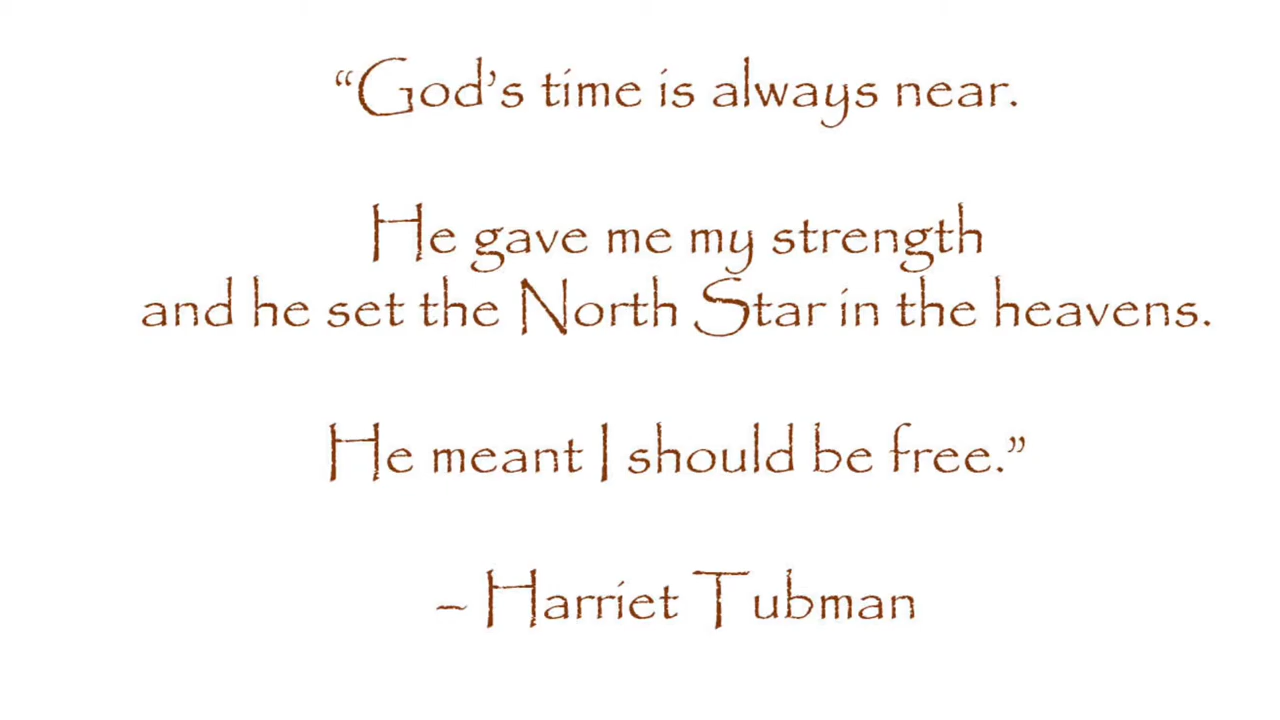 “God’s time is always near.
He gave me my strength
and he set the North Star in the heavens.
He meant I should be free.”
– Harriet Tubman